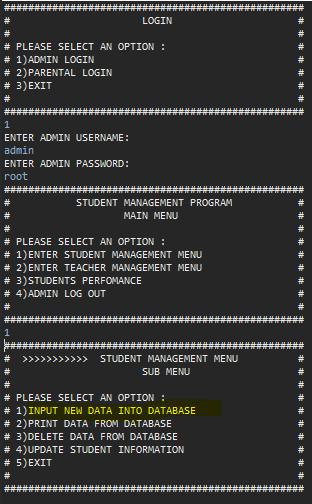 ##################################################
# LOGIN #
# #
# PLEASE SELECT AN OPTION : #
# 1)ADMIN LOGIN #
# 2)PARENTAL LOGIN #
# 3)EXIT #
# #
##################################################
1
ENTER ADMIN USERNAME:
admin
ENTER ADMIN PASSWORD:
root
##################################################
# STUDENT MANAGEMENT PROGRAM #
# MAIN MENU #
# #
# PLEASE SELECT AN OPTION : #
# 1)ENTER STUDENT MANAGEMENT MENU #
# 2)ENTER TEACHER MANAGEMENT MENU #
# 3)STUDENTS PERFOMANCE #
# 4)ADMIN LOG OUT #
# #
##################################################
1
##################################################
# >>>>>>>>>>> STUDENT MANAGEMENT MENU #
# SUB MENU #
# #
# PLEASE SELECT AN OPTION : #
# 1)INPUT NEW DATA INTO DATABASE #
# 2)PRINT DATA FROM DATABASE #
# 3)DELETE DATA FROM DATABASE #
# 4)UPDATE STUDENT INFORMATION #
# 5)EXIT #
# #
##################################################